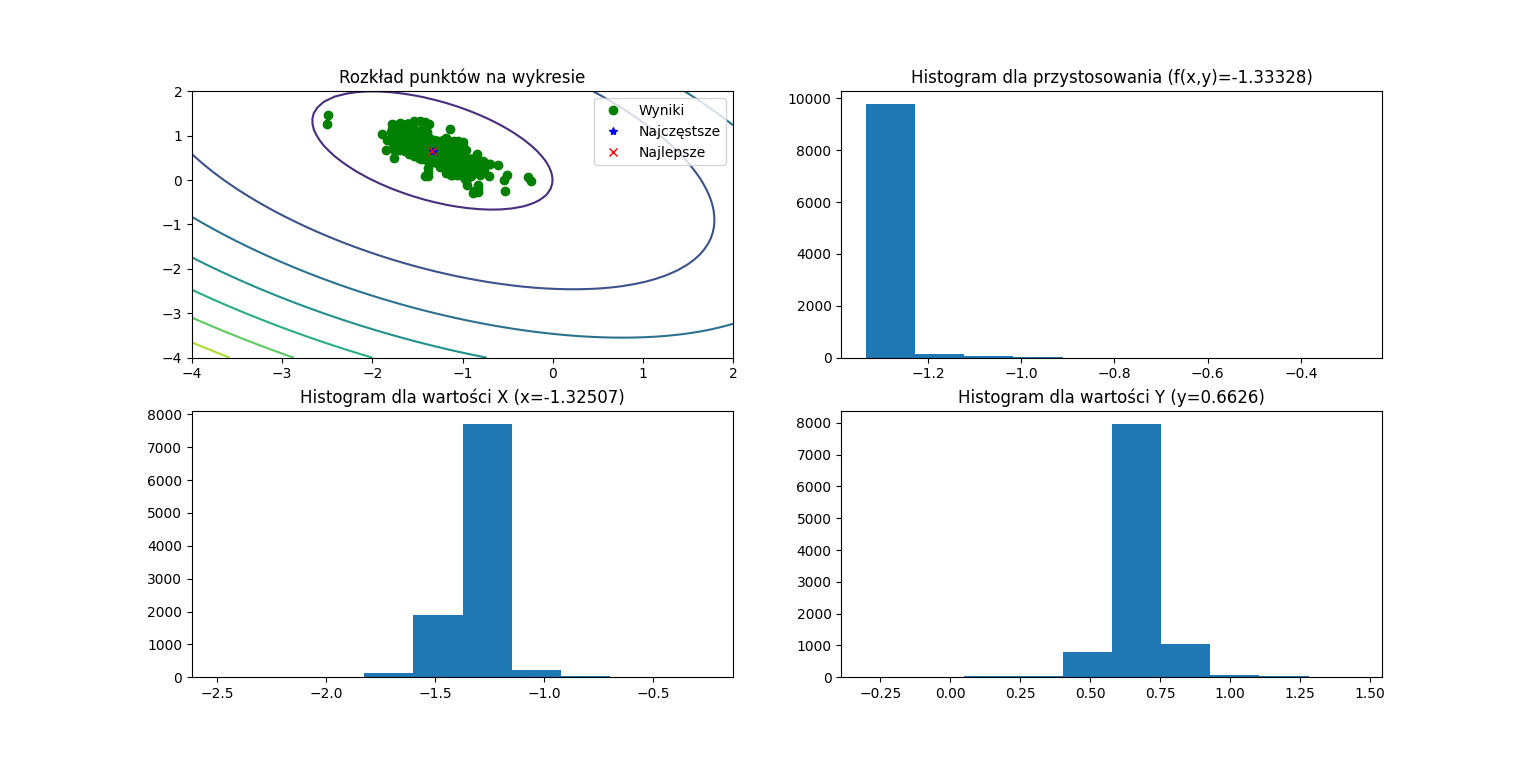 Rozkład punktów na wykresie
2
1
0
−1
−2
−3
−4
−4 −3 −2 −1 0 1 2
Wyniki
Najczęstsze
Najlepsze
Histogram dla przystosowania (f(x,y)=-1.33328)
10000
8000
6000
4000
2000
0
−1.2 −1.0 −0.8 −0.6 −0.4
Histogram dla wartości X (x=-1.32507)
8000
7000
6000
5000
4000
3000
2000
1000
0
−2.5 −2.0 −1.5 −1.0 −0.5
Histogram dla wartości Y (y=0.6626)
8000
7000
6000
5000
4000
3000
2000
1000
0
−0.25 0.00 0.25 0.50 0.75 1.00 1.25 1.50